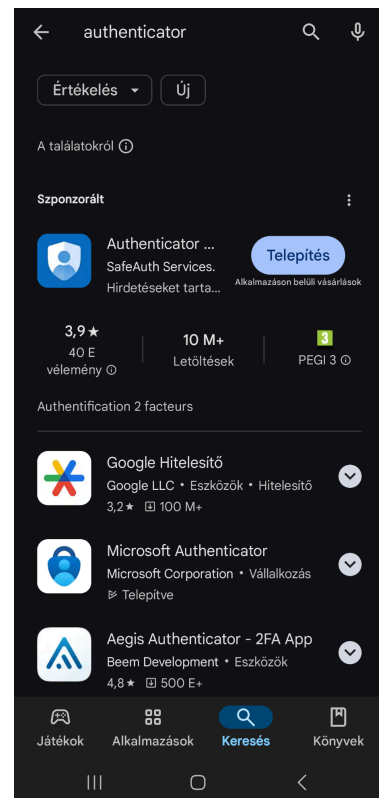 authenticator
Értékelés Új
A találatokról
Szponzorált
Authenticator ...
SafeAuth Services.
Hirdetéseket tarta...
Telepítés
Alkalmazáson belüli vásárlások
3,9★
40 E
vélemény
10 M+
Letöltések
3
PEGI 3
Authentification 2 facteurs
Google Hitelesítő
Google LLC • Eszközök • Hitelesítő
3,2★ 100 M+
Microsoft Authenticator
Microsoft Corporation • Vállalkozás
Telepítve
Aegis Authenticator - 2FA App
Beem Development • Eszközök
4,8★ 500 E+
Játékok Alkalmazások Keresés Könyvek